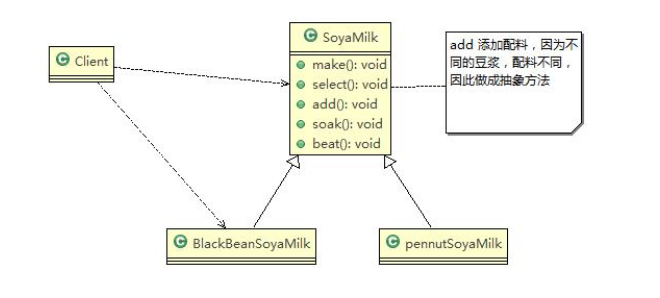 SoyaMilk
Client
make(): void
select(): void
add(): void
soak(): void
beat(): void
add 添加配料，因为不
同的豆浆，配料不同，
因此做成抽象方法
BlackBeanSoyaMilk
pennutSoyaMilk